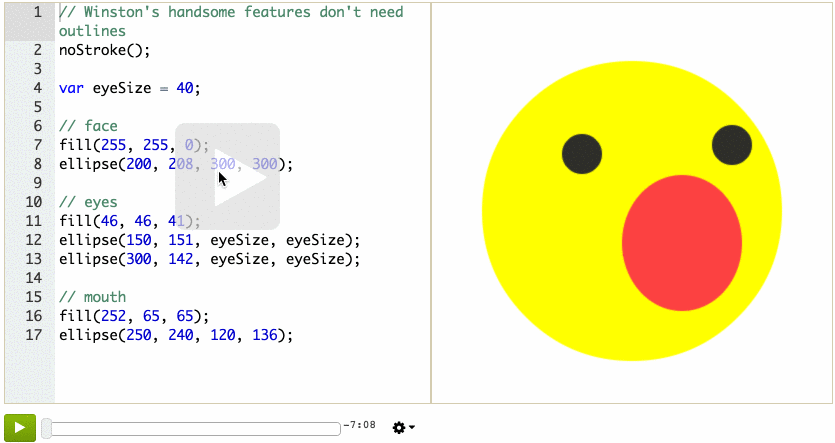 1 // Winston's handsome features don't need
outlines
2 noStroke();
3
4 var eyeSize = 40;
5
6 // face
7 fill(255, 255, 0);
8 ellipse(200, 208, 300, 300);
9
10 // eyes
11 fill(46, 46, 41);
12 ellipse(150, 151, eyeSize, eyeSize);
13 ellipse(300, 142, eyeSize, eyeSize);
14
15 // mouth
16 fill(252, 65, 65);
17 ellipse(250, 240, 120, 136);
-7:08